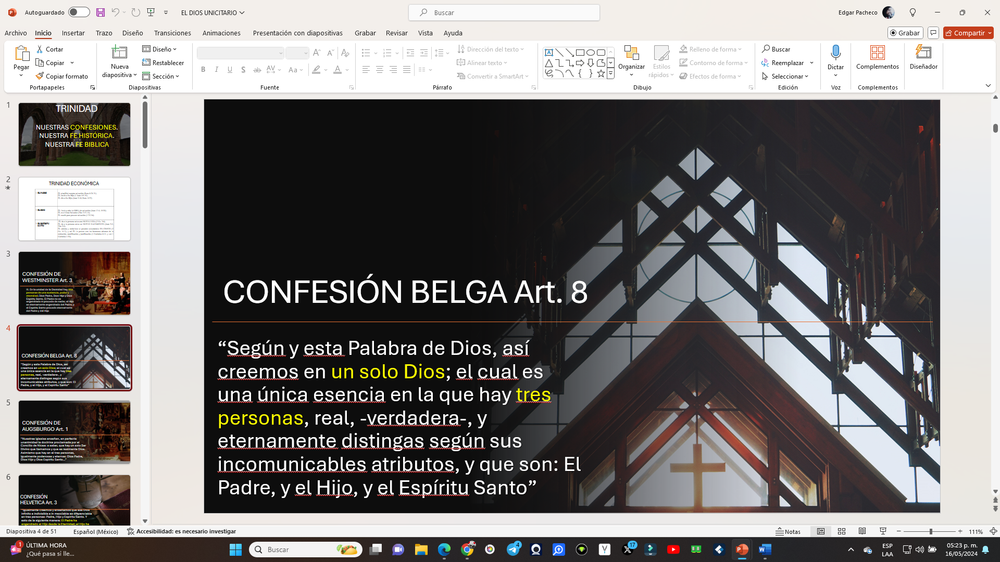 Autoguardado
EL DIOS UNICITARIO
Buscar
Edgar Pacheco
Archivo
Inicio
Insertar
Trazo
Diseño
Transiciones
Animaciones
Presentación con diapositivas
Grabar
Revisar
Vista
Ayuda
Grabar
Compartir
Pegar
Cortar
Copiar
Copiar formato
Portapapeles
Nueva
diapositiva
Diseño
Restablecer
Sección
Diapositivas
Fuente
Dirección del texto
Alinear texto
Convertir a SmartArt
Párrafo
Organizar
Estilos
rápidos
Relleno de forma
Contorno de forma
Efectos de forma
Dibujo
Buscar
Reemplazar
Seleccionar
Edición
Dictar
Voz
Complementos
Complementos
Diseñador
1
TRINIDAD
NUESTRAS CONFESIONES.
NUESTRA FE HISTÓRICA.
NUESTRA FE BIBLICA
2
TRINIDAD ECONÓMICA
3
CONFESIÓN DE
WESTMINSTER Art. 3
III. En la unidad de la Divinidad hay tres
personas de una sustancia, poder y
eternidad; Dios Padre, Dios Hijo y Dios
Espíritu Santo. El Padre no es
engendrado ni procede de nadie; el Hijo
es eternamente engendrado del Padre, y
el Espíritu Santo procede eternamente
del Padre y del Hijo
4
CONFESIÓN BELGA Art. 8
“Según y esta Palabra de Dios, así
creemos en un solo Dios; el cual es
una única esencia en la que hay tres
personas, real, -verdadera-, y
eternamente distingas según sus
incomunicables atributos, y que son: El
Padre, y el Hijo, y el Espíritu Santo”
5
CONFESIÓN DE
AUGSBURGO Art. 1
“Nuestras Iglesias enseñan, en perfecta
unanimidad la doctrina proclamada por el
Concilio de Nicea: a saber, que hay un solo Ser
Divino que llamamos y que es realmente Dios.
Asimismo que hay en el tres personas,
igualmente poderosas y eternas: Dios Padre,
Dios Hijo y Dios Espíritu Santo...”
6
CONFESIÓN
HELVETICA Art. 3
“Igualmente creemos y enseñamos que ese Dios
infinito e indivisible e in mezclable es diferenciable
en tres personas: Padre, Hijo y Espíritu Santo. Y
esto de la siguiente manera: El Padre ha
engendrado al Hijo desde la Eternidad; el Hijo ha
CONFESIÓN BELGA Art. 8
“Según y esta Palabra de Dios, así
creemos en un solo Dios; el cual es
una única esencia en la que hay tres
personas, real, -verdadera-, y
eternamente distingas según sus
incomunicables atributos, y que son: El
Padre, y el Hijo, y el Espíritu Santo”
Diapositiva 4 de 51
Español (México)
Accesibilidad: es necesario investigar
Notas
111%
1
ÚLTIMA HORA
¿Qué pasa si lle...
Buscar
4
17
ESP
LAA
05:23 p. m.
16/05/2024